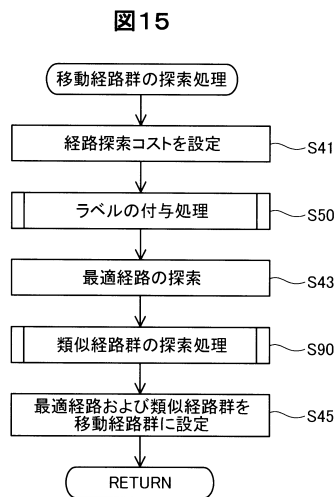 図15
移動経路群の探索処理
経路探索コストを設定
S41
ラベルの付与処理
S50
最適経路の探索
S43
類似経路群の探索処理
S90
最適経路および類似経路群を
移動経路群に設定
S45
RETURN